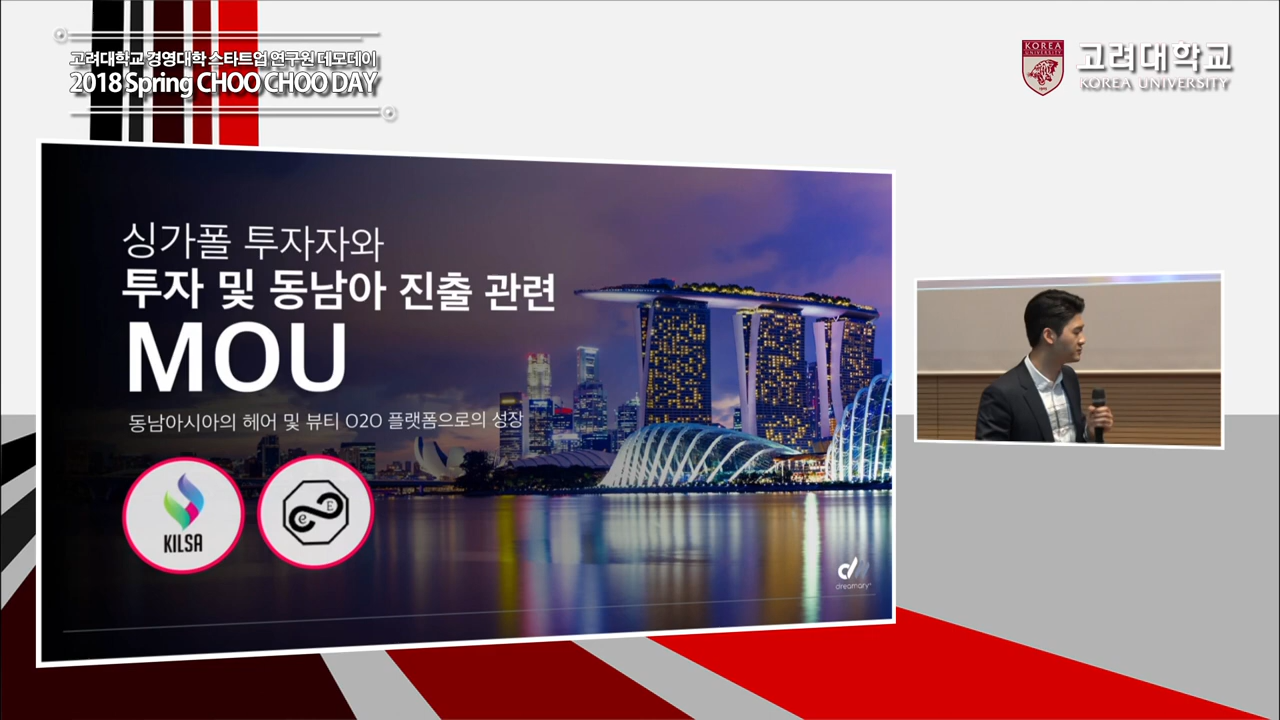 고려대학교 경영대학 스타트업 연구원 데모데이
2018 Spring CHOO CHOO DAY
KOREA
UNIVERSITY
1905
고려대학교
KOREA UNIVERSITY
싱가폴 투자자와
투자 및 동남아 진출 관련
MOU
동남아시아의 헤어 및 뷰티 O2O 플랫폼으로의 성장
KILSA
e E
dreamary